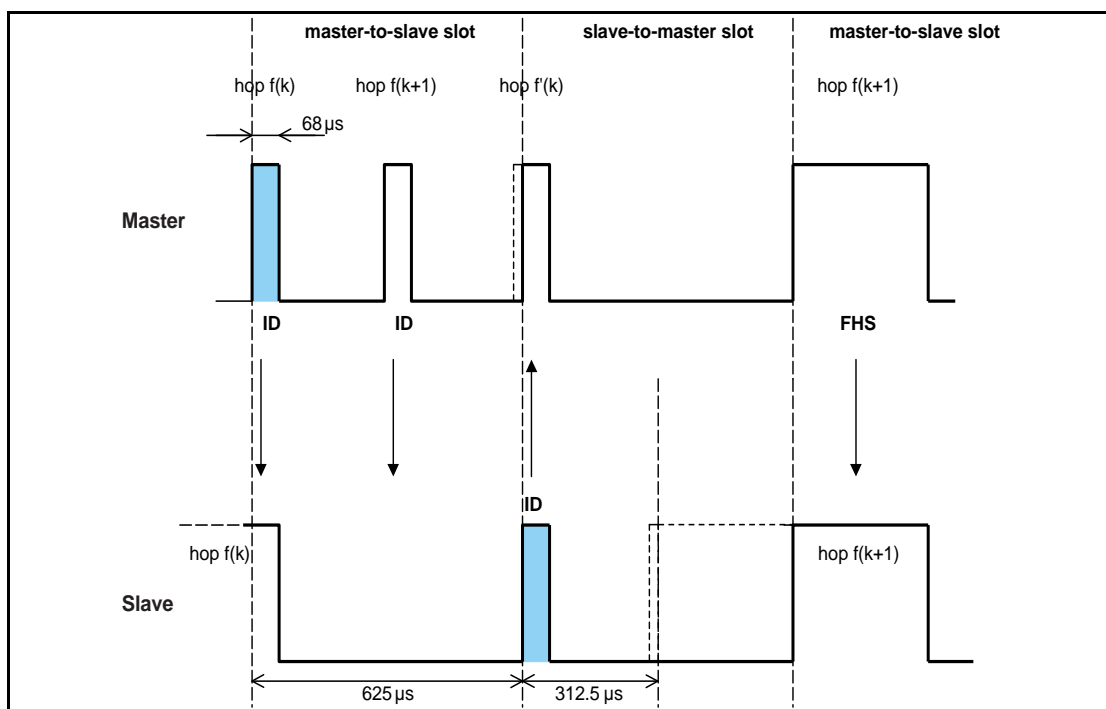 master-to-slave slot
slave-to-master slot
master-to-slave slot
hop f(k)
hop f(k+1)
hop f'(k)
hop f(k+1)
68 µs
Master
ID
ID
FHS
ID
hop f(k)
hop f(k+1)
Slave
625 µs
312.5 µs